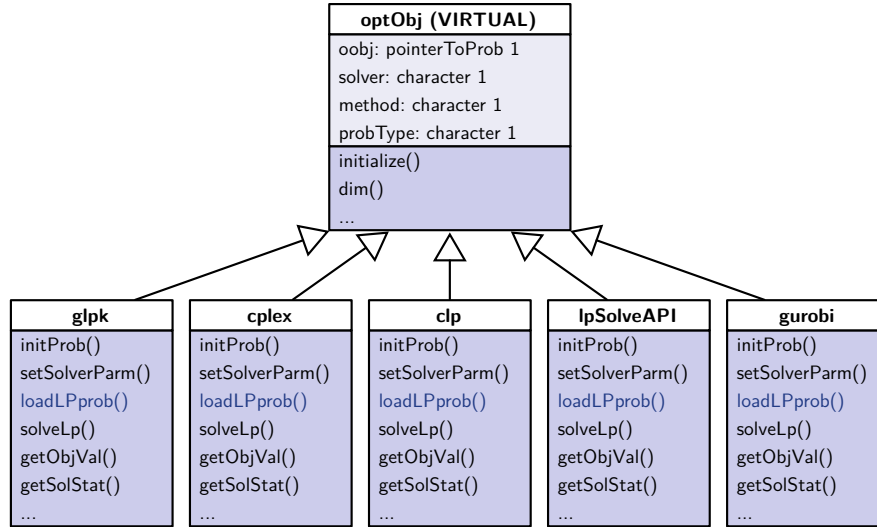 optObj (VIRTUAL)
oobj: pointerToProb 1
solver: character 1
method: character 1
probType: character 1
initialize()
dim()
...
glpk
initProb()
setSolverParm()
loadLPprob()
solveLp()
getObjVal()
getSolStat()
...
cplex
initProb()
setSolverParm()
loadLPprob()
solveLp()
getObjVal()
getSolStat()
...
clp
initProb()
setSolverParm()
loadLPprob()
solveLp()
getObjVal()
getSolStat()
...
lpSolveAPI
initProb()
setSolverParm()
loadLPprob()
solveLp()
getObjVal()
getSolStat()
...
gurobi
initProb()
setSolverParm()
loadLPprob()
solveLp()
getObjVal()
getSolStat()
...